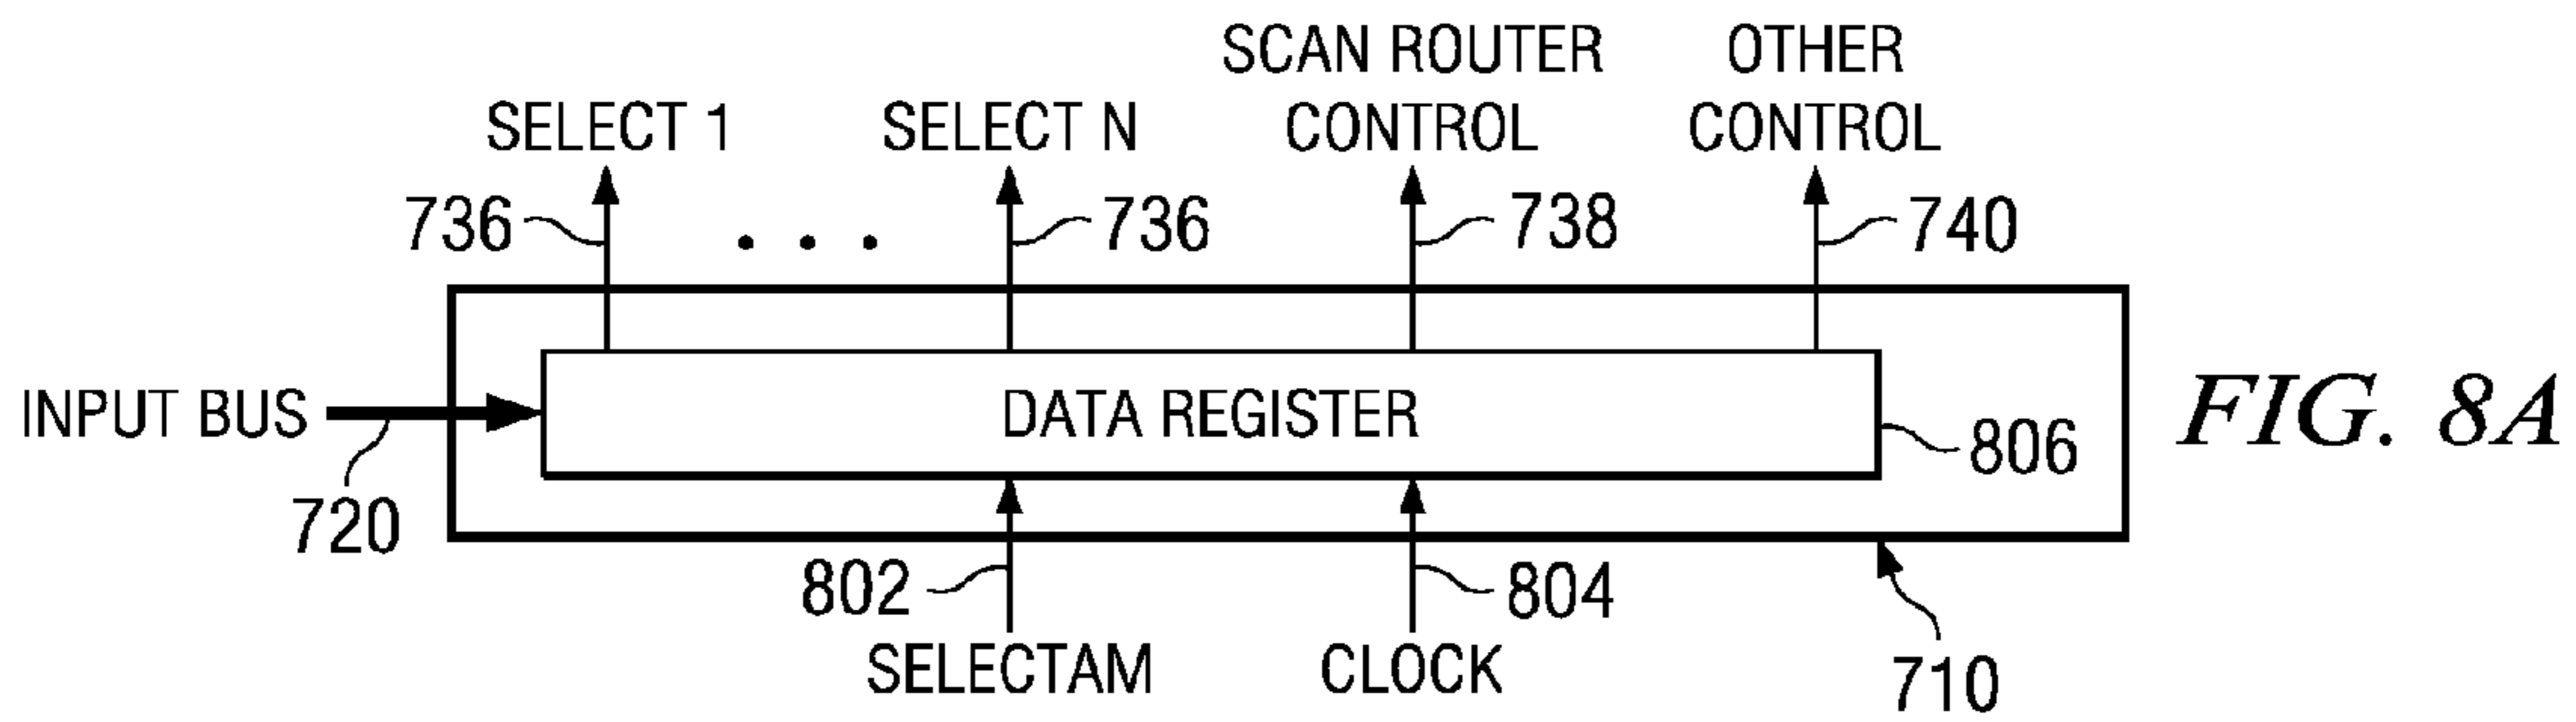 SCAN ROUTER OTHER
SELECT 1 SELECT N CONTROL CONTROL
736 736 738 740
. . .
INPUT BUS DATA REGISTER FIG. 8A
806
720
802 804
SELECTAM CLOCK 710